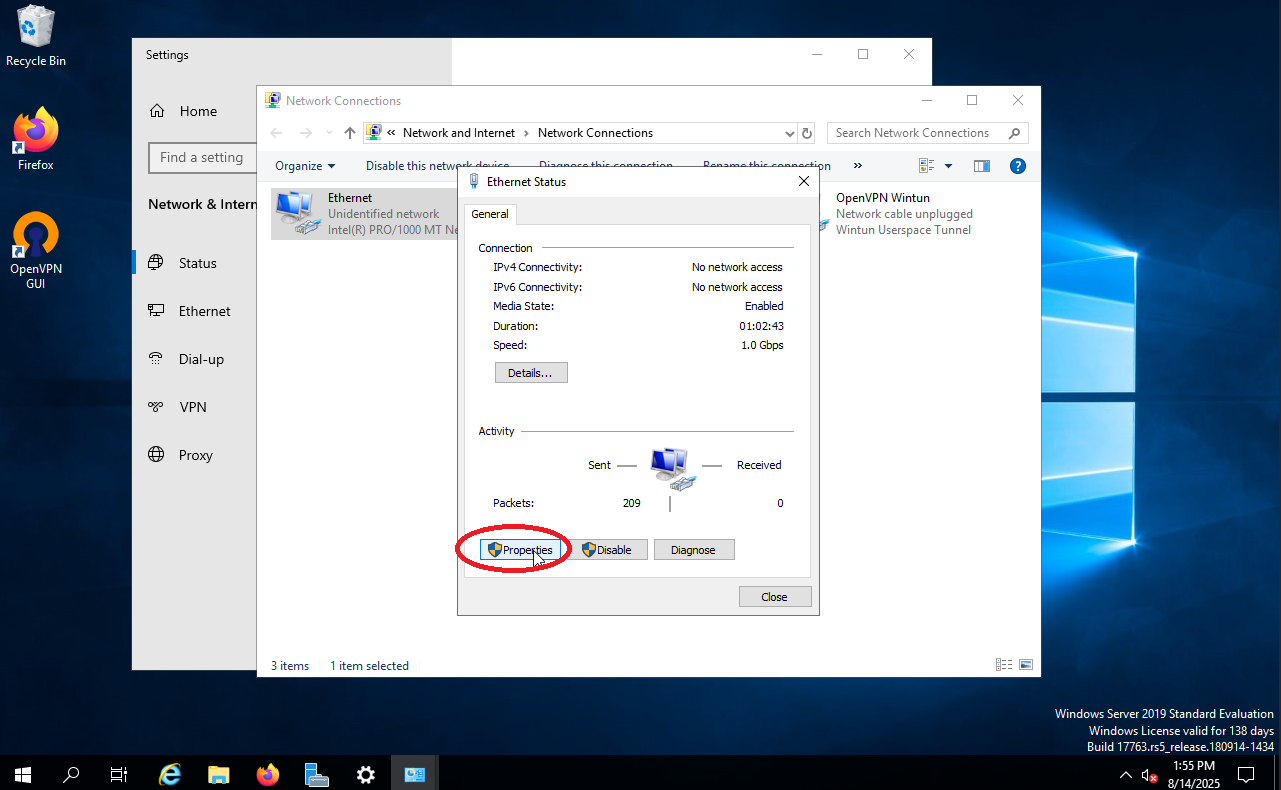 Recycle Bin
Firefox
OpenVPN
GUI
Settings
Home
Find a setting
Network & Intern
Status
Ethernet
Dial-up
VPN
Proxy
Network Connections
« Network and Internet › Network Connections
Search Network Connections
Organize Disable this network device Diagnose this connection Rename this connection »
Ethernet
Unidentified network
Intel(R) PRO/1000 MT Ne
OpenVPN Wintun
Network cable unplugged
Wintun Userspace Tunnel
Ethernet Status
General
Connection
IPv4 Connectivity: No network access
IPv6 Connectivity: No network access
Media State: Enabled
Duration: 01:02:43
Speed: 1.0 Gbps
Details...
Activity
Sent Received
Packets: 209 0
Properties Disable Diagnose
Close
3 items 1 item selected
Windows Server 2019 Standard Evaluation
Windows License valid for 138 days
Build 17763.rs5_release.180914-1434
1:55 PM
8/14/2025